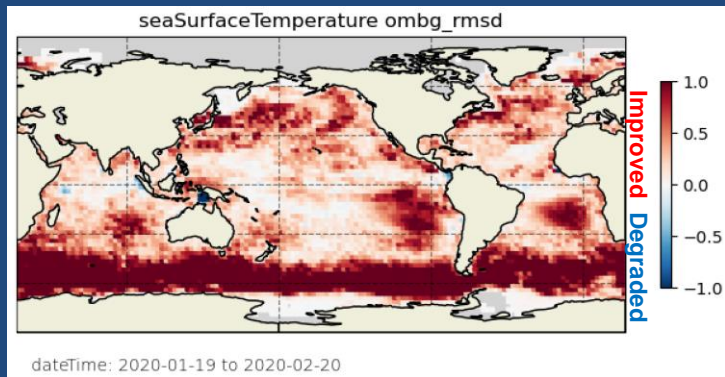 seaSurfaceTemperature ombg_rmsd
1.0
0.5
0.0
−0.5
−1.0
Improved
Degraded
dateTime: 2020-01-19 to 2020-02-20